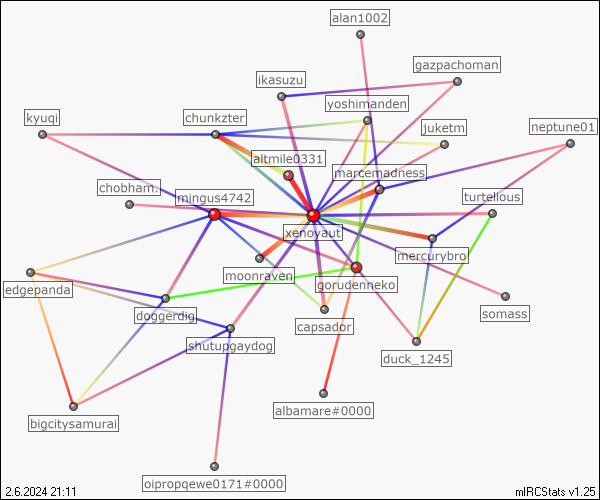 alan1002
gazpachoman
ikasuzu
yoshimanden
kyuqi
chunkzter
juketm
neptune01
altmile0331
marcemadness
chobham.
mingus4742
turtellous
xenoyaut
mercurybro
moonraven
gorudenneko
edgepanda
doggerdig
capsador
somass
shutupgaydog
duck_1245
albamare#0000
bigcitysamurai
oipropqewe0171#0000
2.6.2024 21:11
mIRCStats v1.25